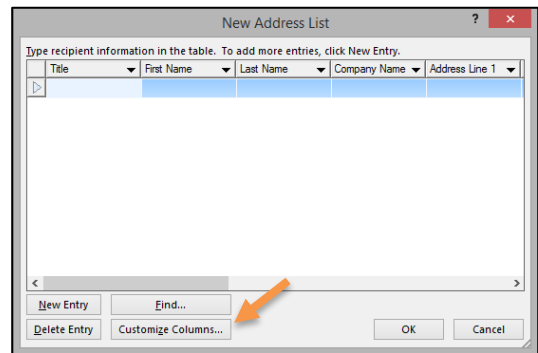 New Address List
?
Type recipient information in the table. To add more entries, click New Entry.
Title First Name Last Name Company Name Address Line 1
New Entry Find...
Delete Entry Customize Columns... OK Cancel